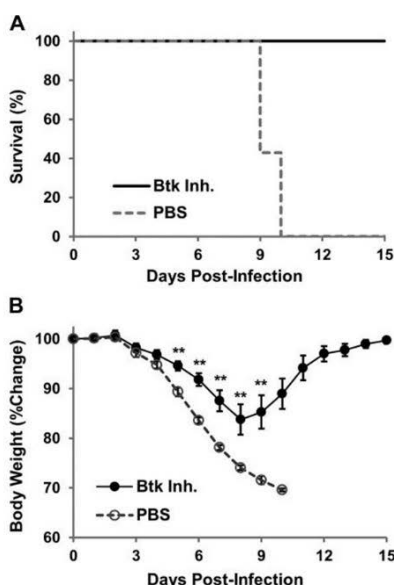 A
100
80
60
40
20
0
Survival (%)
Btk Inh.
PBS
0 3 6 9 12 15
Days Post-Infection
B
100
90
80
70
60
Body Weight (%Change)
** ** ** ** **
Btk Inh.
PBS
0 3 6 9 12 15
Days Post-Infection